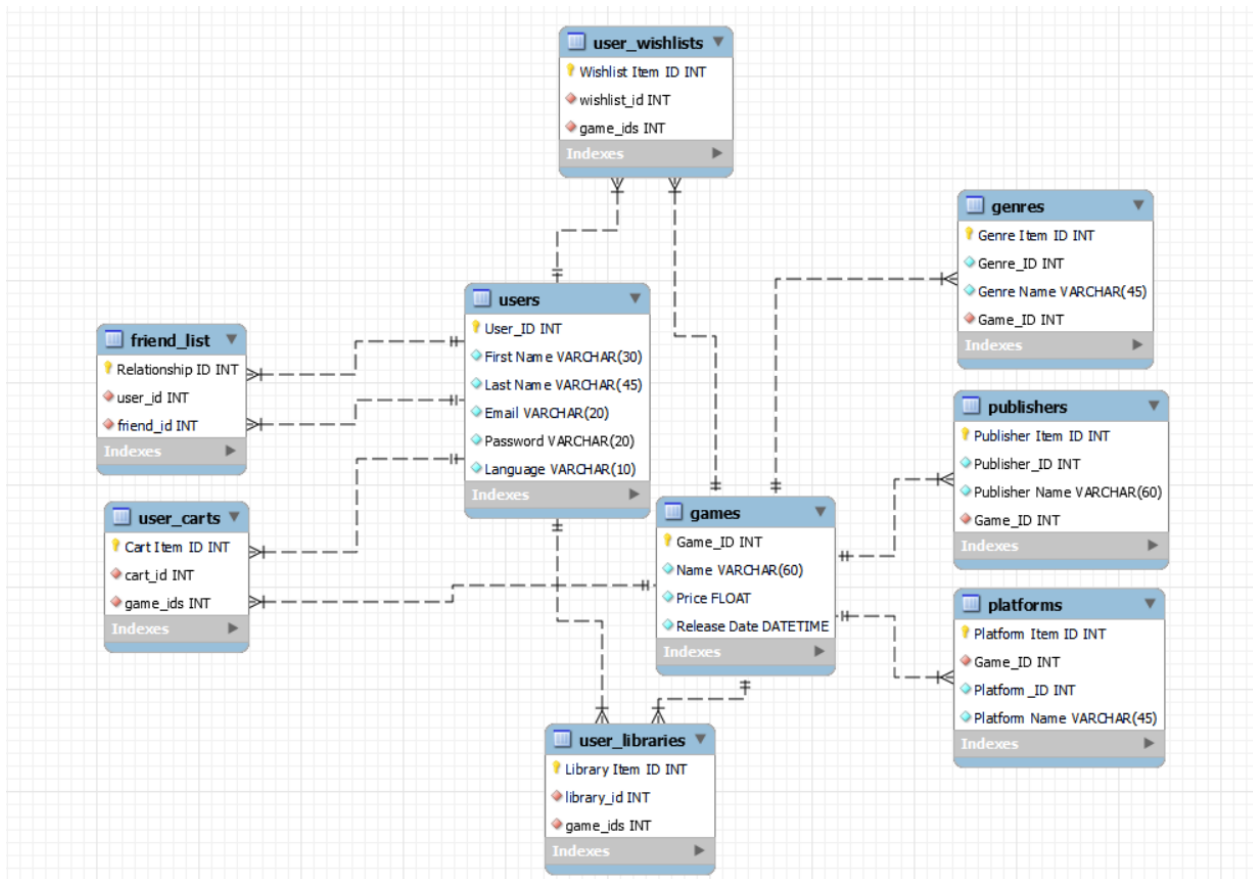 user_wishlists
Wishlist Item ID INT
wishlist_id INT
game_ids INT
Indexes
genres
Genre Item ID INT
Genre_ID INT
Genre Name VARCHAR(45)
Game_ID INT
Indexes
users
User_ID INT
First Name VARCHAR(30)
Last Name VARCHAR(45)
Email VARCHAR(20)
Password VARCHAR(20)
Language VARCHAR(10)
Indexes
friend_list
Relationship ID INT
user_id INT
friend_id INT
Indexes
publishers
Publisher Item ID INT
Publisher_ID INT
Publisher Name VARCHAR(60)
Game_ID INT
Indexes
user_carts
Cart Item ID INT
cart_id INT
game_ids INT
Indexes
games
Game_ID INT
Name VARCHAR(60)
Price FLOAT
Release Date DATETIME
Indexes
platforms
Platform Item ID INT
Game_ID INT
Platform_ID INT
Platform Name VARCHAR(45)
Indexes
user_libraries
Library Item ID INT
library_id INT
game_ids INT
Indexes